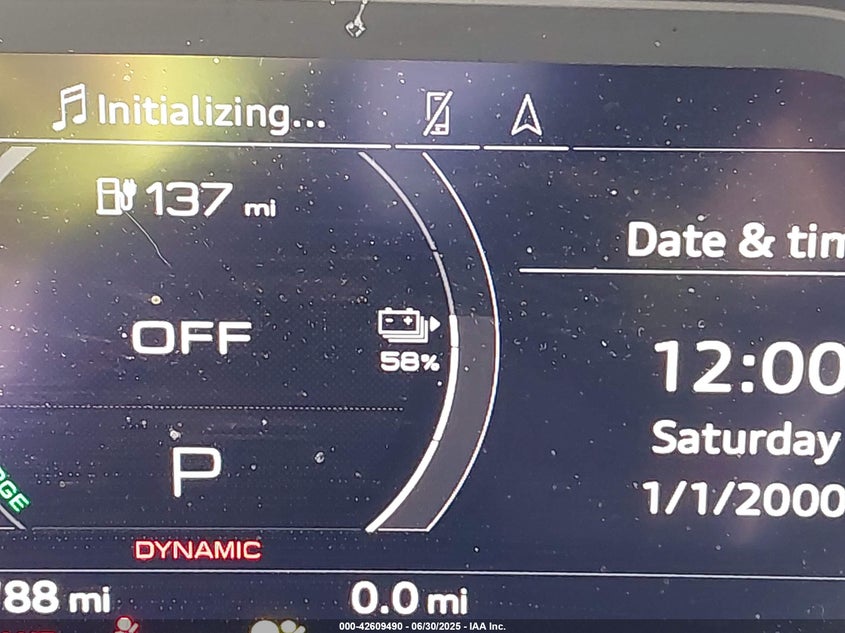 Initializing...
137 mi
Date & tim
OFF
58%
12:00
Saturday
1/1/2000
P
DYNAMIC
88 mi
0.0 mi
000-42609490 - 06/30/2025 - IAA Inc.